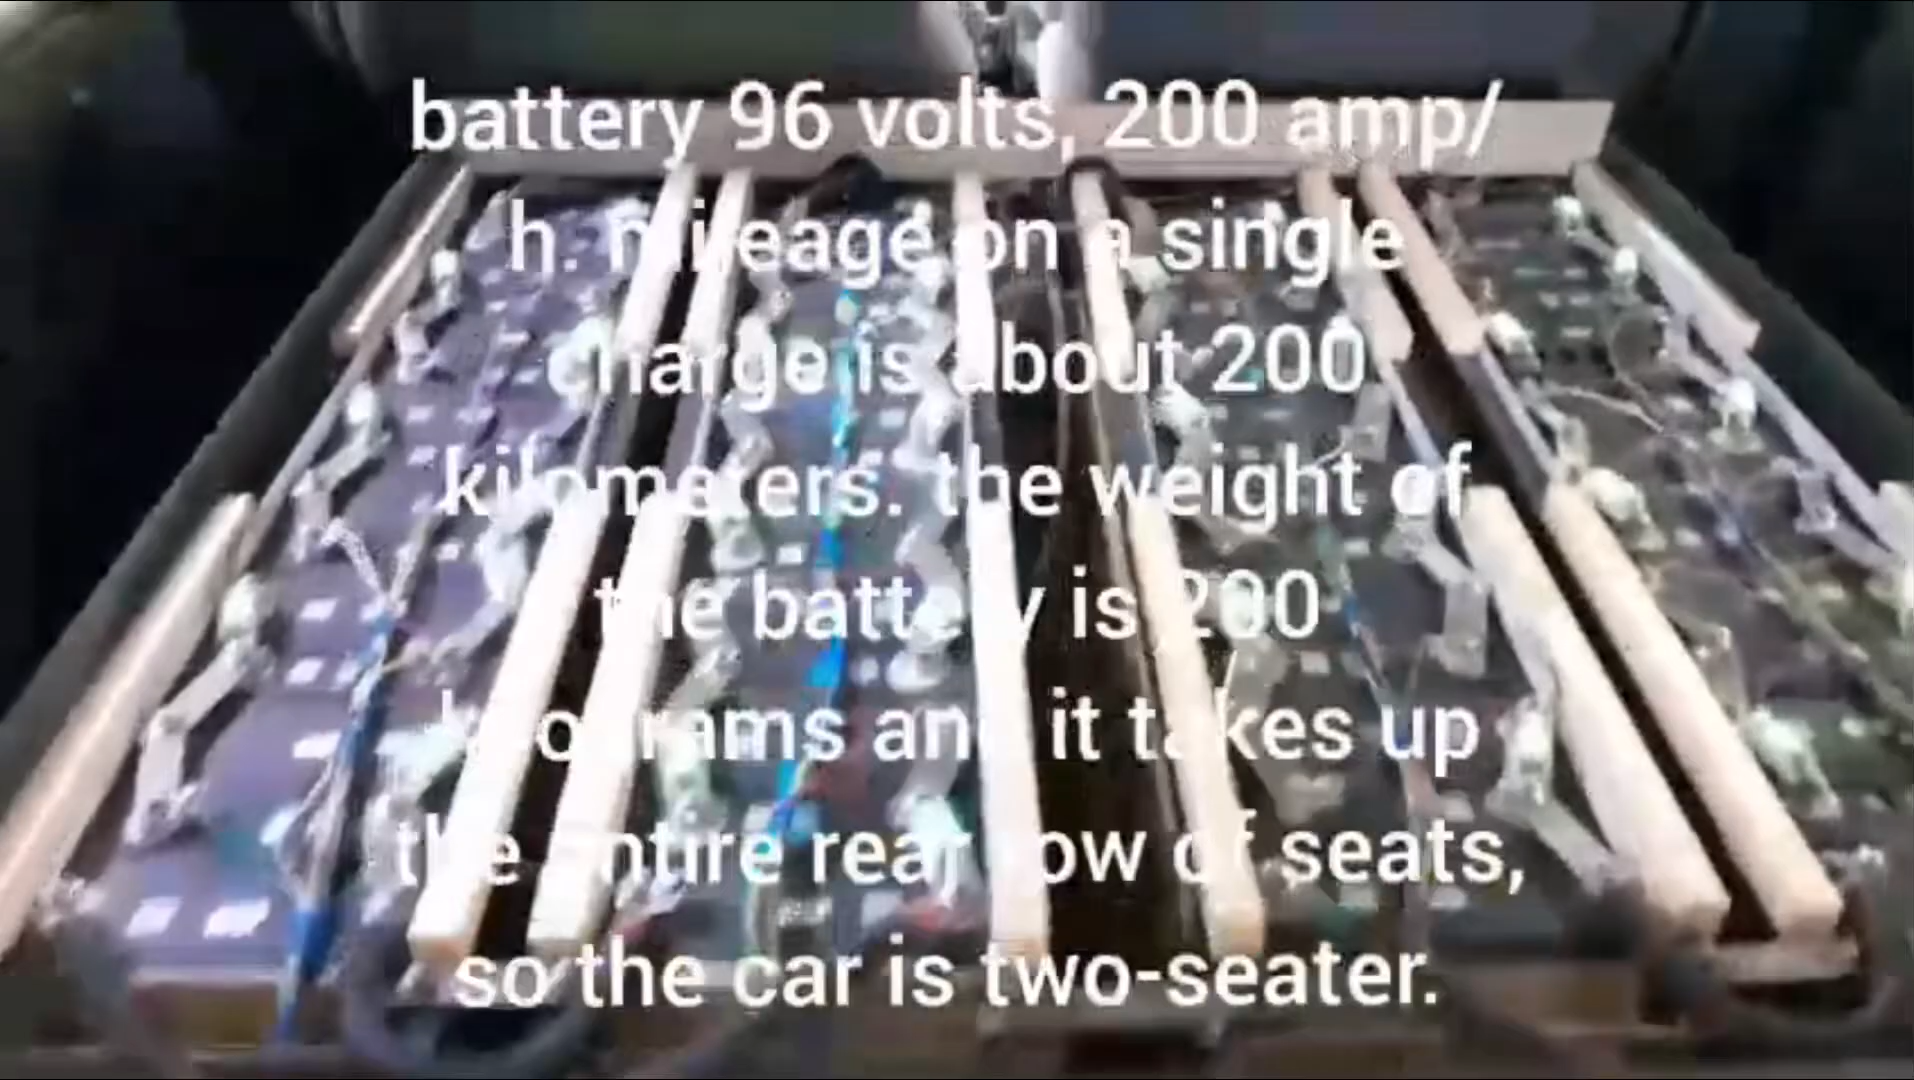 battery 96 volts, 200 amp/
h. mileage on a single
charge is about 200
kilometers. the weight of
the battery is 200
kilograms and it takes up
the entire rear row of seats,
so the car is two-seater.